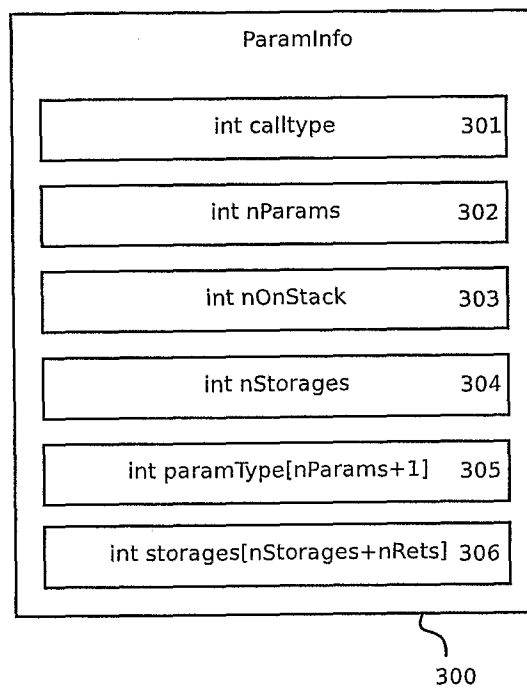 ParamInfo
int calltype 301
int nParams 302
int nOnStack 303
int nStorages 304
int paramType[nParams+1] 305
int storages[nStorages+nRets] 306
300